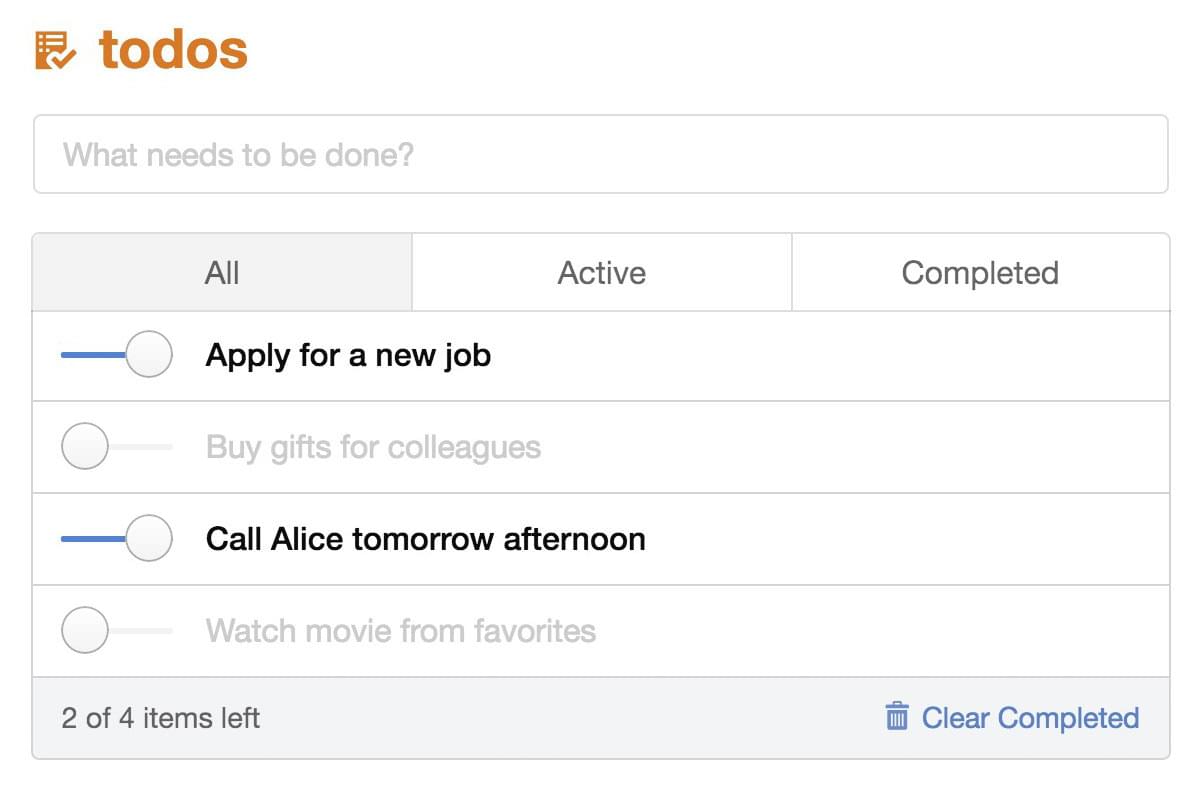 todos
What needs to be done?
All Active Completed
Apply for a new job
Buy gifts for colleagues
Call Alice tomorrow afternoon
Watch movie from favorites
2 of 4 items left Clear Completed